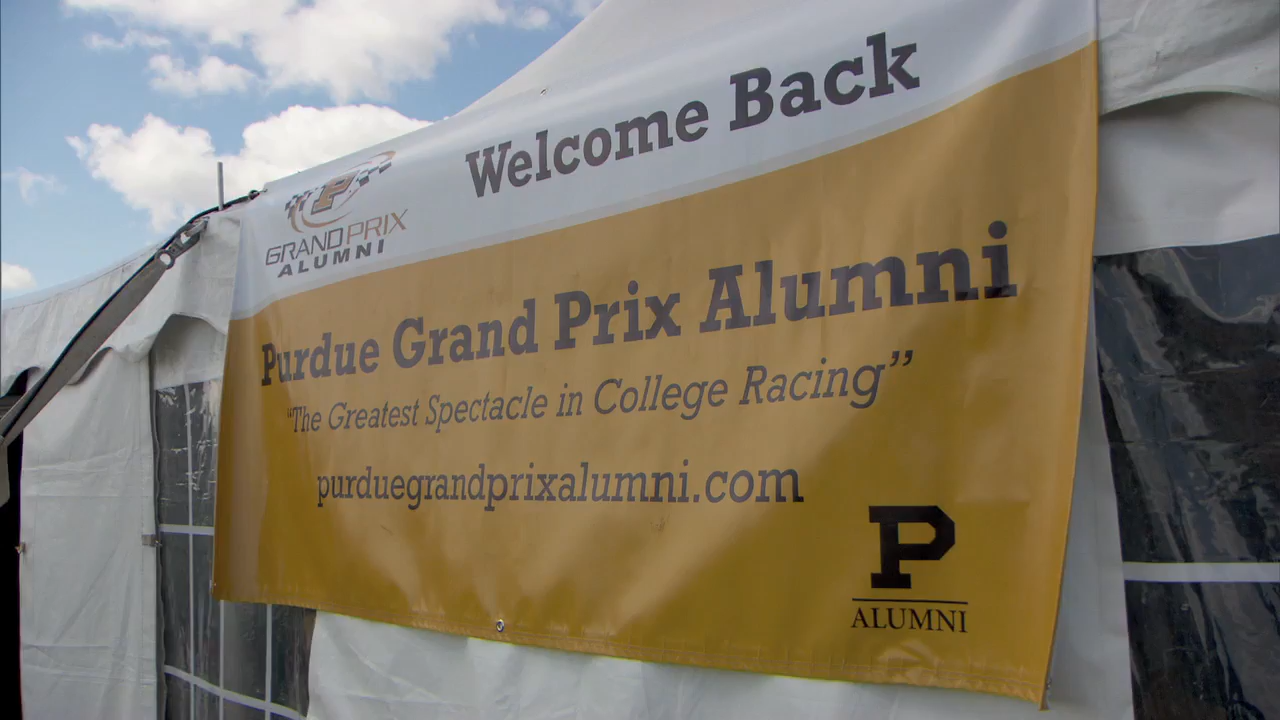 Welcome Back
P
GRAND PRIX
ALUMNI
Purdue Grand Prix Alumni
“The Greatest Spectacle in College Racing”
purduegrandprixalumni.com
P
ALUMNI